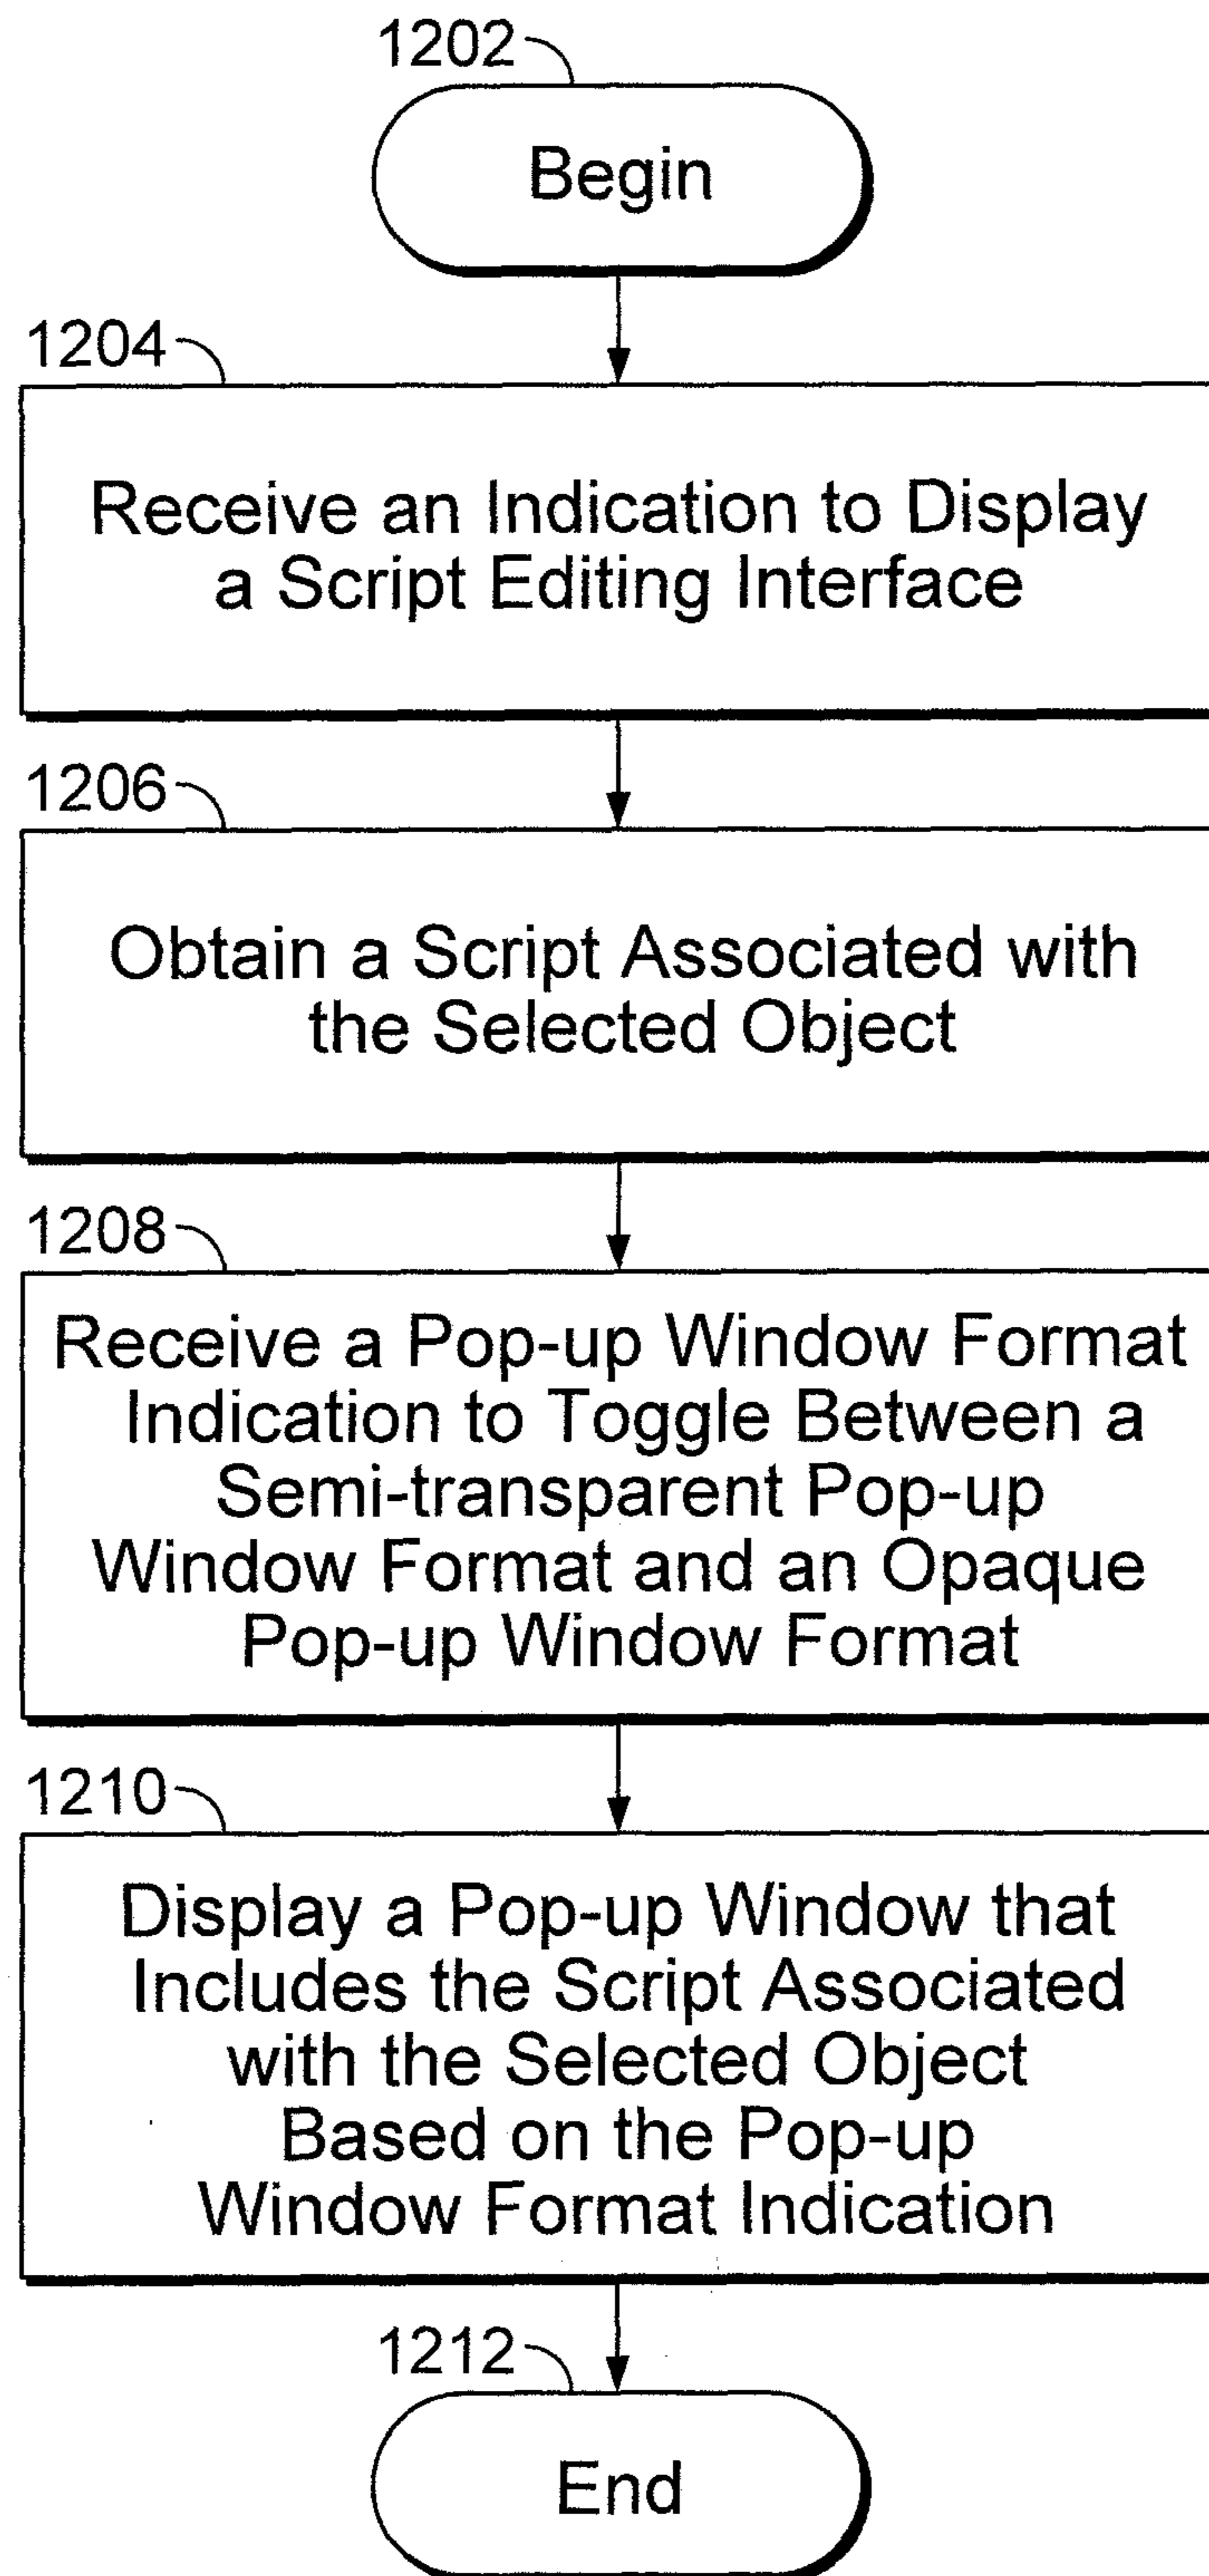 1202
Begin
1204
Receive an Indication to Display
a Script Editing Interface
1206
Obtain a Script Associated with
the Selected Object
1208
Receive a Pop-up Window Format
Indication to Toggle Between a
Semi-transparent Pop-up
Window Format and an Opaque
Pop-up Window Format
1210
Display a Pop-up Window that
Includes the Script Associated
with the Selected Object
Based on the Pop-up
Window Format Indication
1212
End